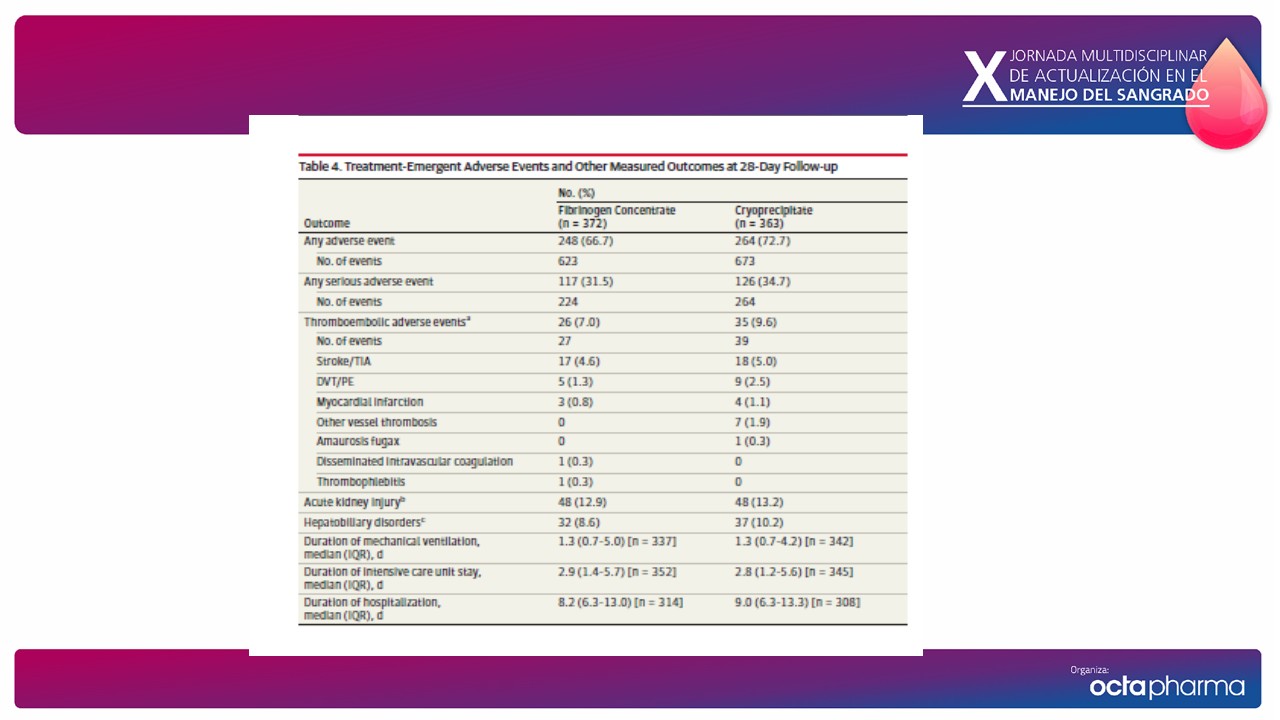 X JORNADA MULTIDISCIPLINAR
DE ACTUALIZACIÓN EN EL
MANEJO DEL SANGRADO
Table 4. Treatment-Emergent Adverse Events and Other Measured Outcomes at 28-Day Follow-up
No. (%)
Outcome Fibrinogen Concentrate (n = 372) Cryoprecipitate (n = 363)
Any adverse event 248 (66.7) 264 (72.7)
No. of events 623 673
Any serious adverse event 117 (31.5) 126 (34.7)
No. of events 224 264
Thromboembolic adverse eventsᵃ 26 (7.0) 35 (9.6)
No. of events 27 39
Stroke/TIA 17 (4.6) 18 (5.0)
DVT/PE 5 (1.3) 9 (2.5)
Myocardial infarction 3 (0.8) 4 (1.1)
Other vessel thrombosis 0 7 (1.9)
Amaurosis fugax 0 1 (0.3)
Disseminated intravascular coagulation 1 (0.3) 0
Thrombophlebitis 1 (0.3) 0
Acute kidney injuryᵇ 48 (12.9) 48 (13.2)
Hepatobiliary disordersᶜ 32 (8.6) 37 (10.2)
Duration of mechanical ventilation, median (IQR), d 1.3 (0.7-5.0) [n = 337] 1.3 (0.7-4.2) [n = 342]
Duration of intensive care unit stay, median (IQR), d 2.9 (1.4-5.7) [n = 352] 2.8 (1.2-5.6) [n = 345]
Duration of hospitalization, median (IQR), d 8.2 (6.3-13.0) [n = 314] 9.0 (6.3-13.3) [n = 308]
Organiza:
octapharma